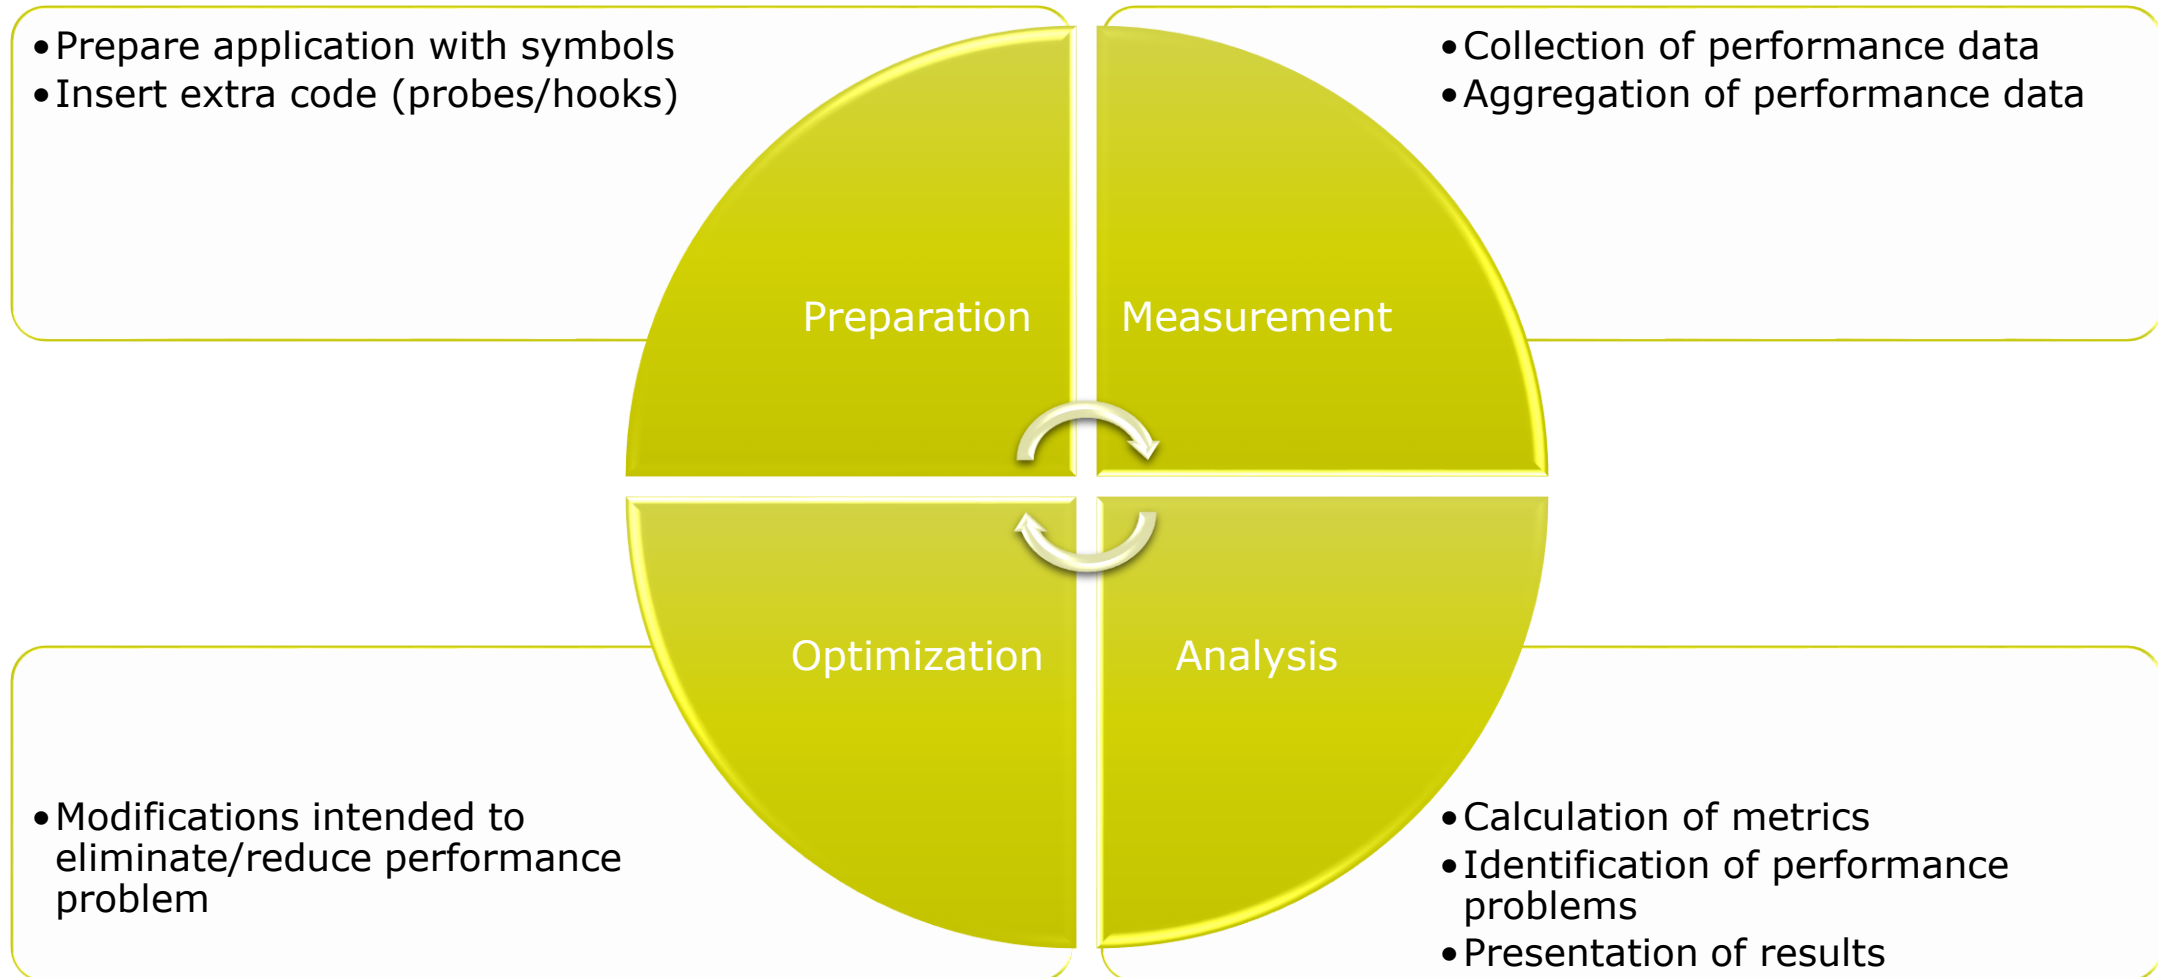 •Prepare application with symbols
•Insert extra code (probes/hooks)
•Collection of performance data
•Aggregation of performance data
Preparation
Measurement
Optimization
Analysis
•Modifications intended to
eliminate/reduce performance
problem
•Calculation of metrics
•Identification of performance
problems
•Presentation of results